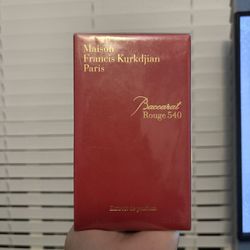 Maison
Francis Kurkdjian
Paris
Baccarat
Rouge 540
Extrait de parfum